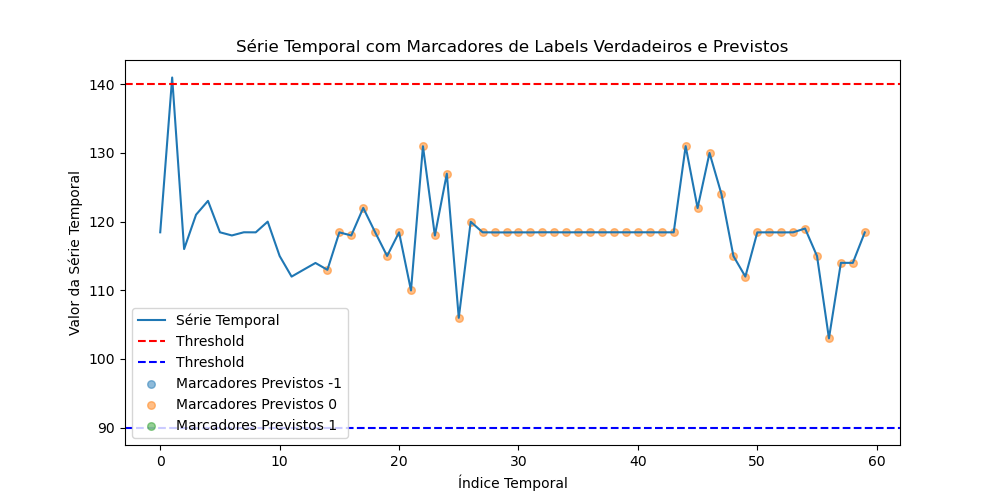 Série Temporal com Marcadores de Labels Verdadeiros e Previstos
140
130
120
110
100
90
Valor da Série Temporal
Série Temporal
Threshold
Threshold
Marcadores Previstos -1
Marcadores Previstos 0
Marcadores Previstos 1
0 10 20 30 40 50 60
Índice Temporal